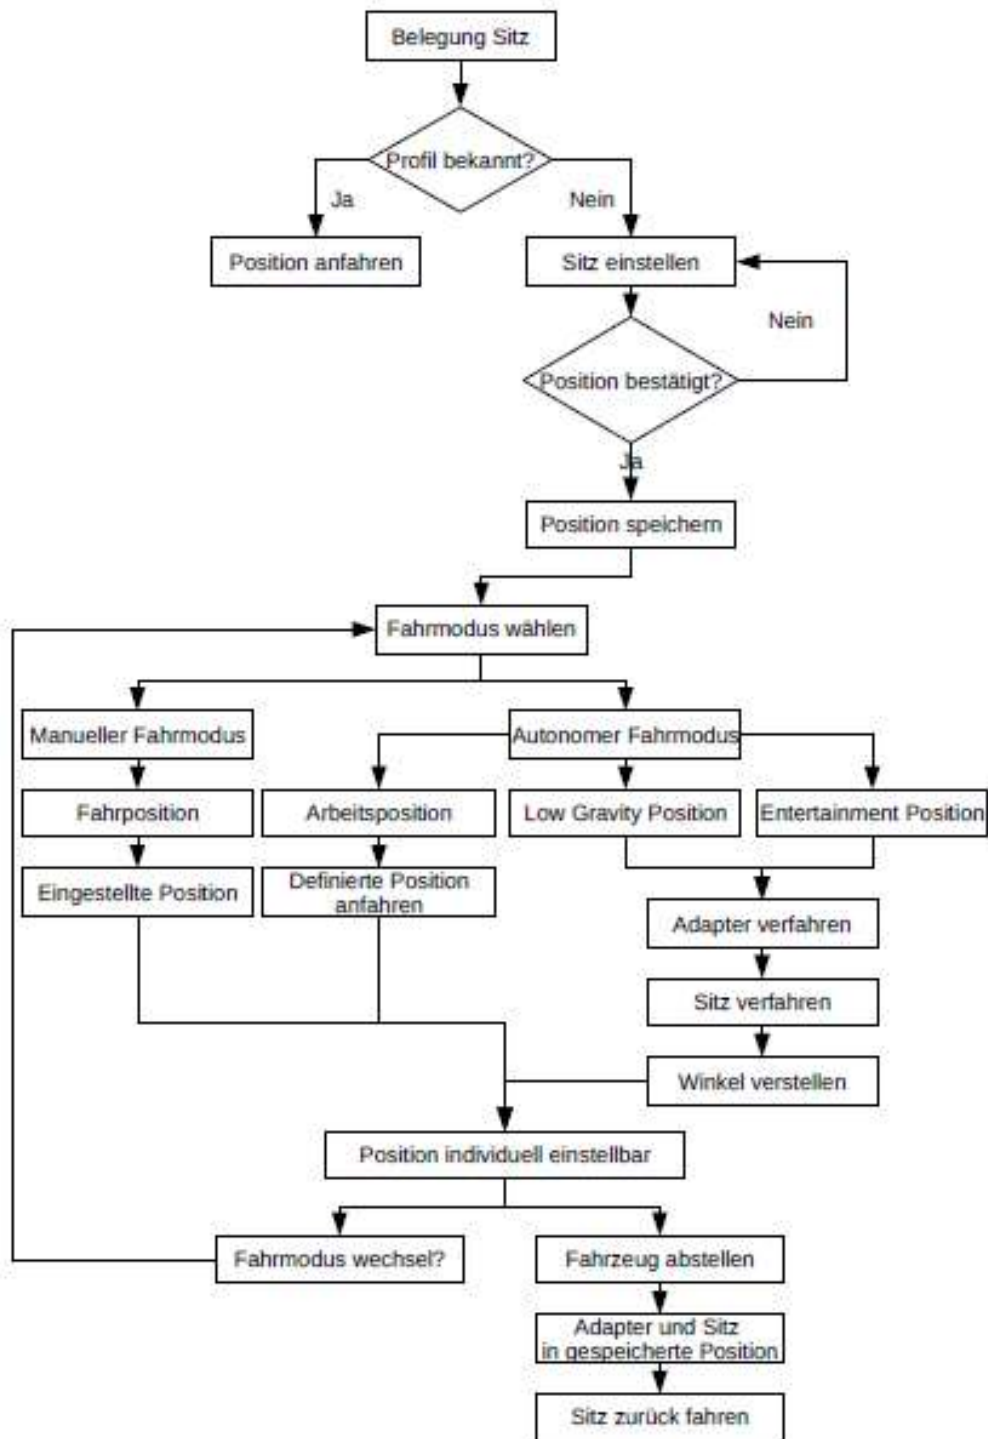 Belegung Sitz
Profil bekannt?
Ja
Nein
Position anfahren
Sitz einstellen
Nein
Position bestätigt?
Ja
Position speichern
Fahrmodus wählen
Manueller Fahrmodus
Autonomer Fahrmodus
Fahrposition
Arbeitsposition
Low Gravity Position
Entertainment Position
Eingestellte Position
Definierte Position
anfahren
Adapter verfahren
Sitz verfahren
Winkel verstellen
Position individuell einstellbar
Fahrmodus wechsel?
Fahrzeug abstellen
Adapter und Sitz
in gespeicherte Position
Sitz zurück fahren